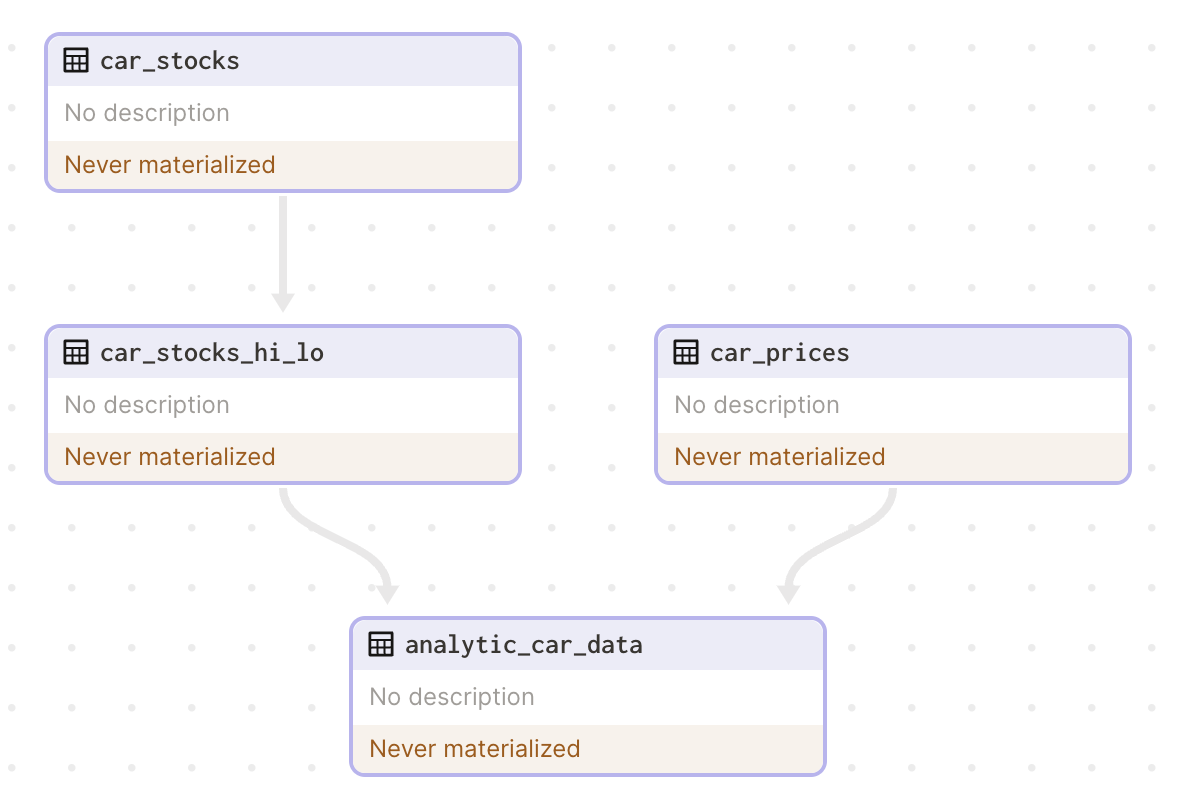 car_stocks
No description
Never materialized
car_stocks_hi_lo
No description
Never materialized
car_prices
No description
Never materialized
analytic_car_data
No description
Never materialized